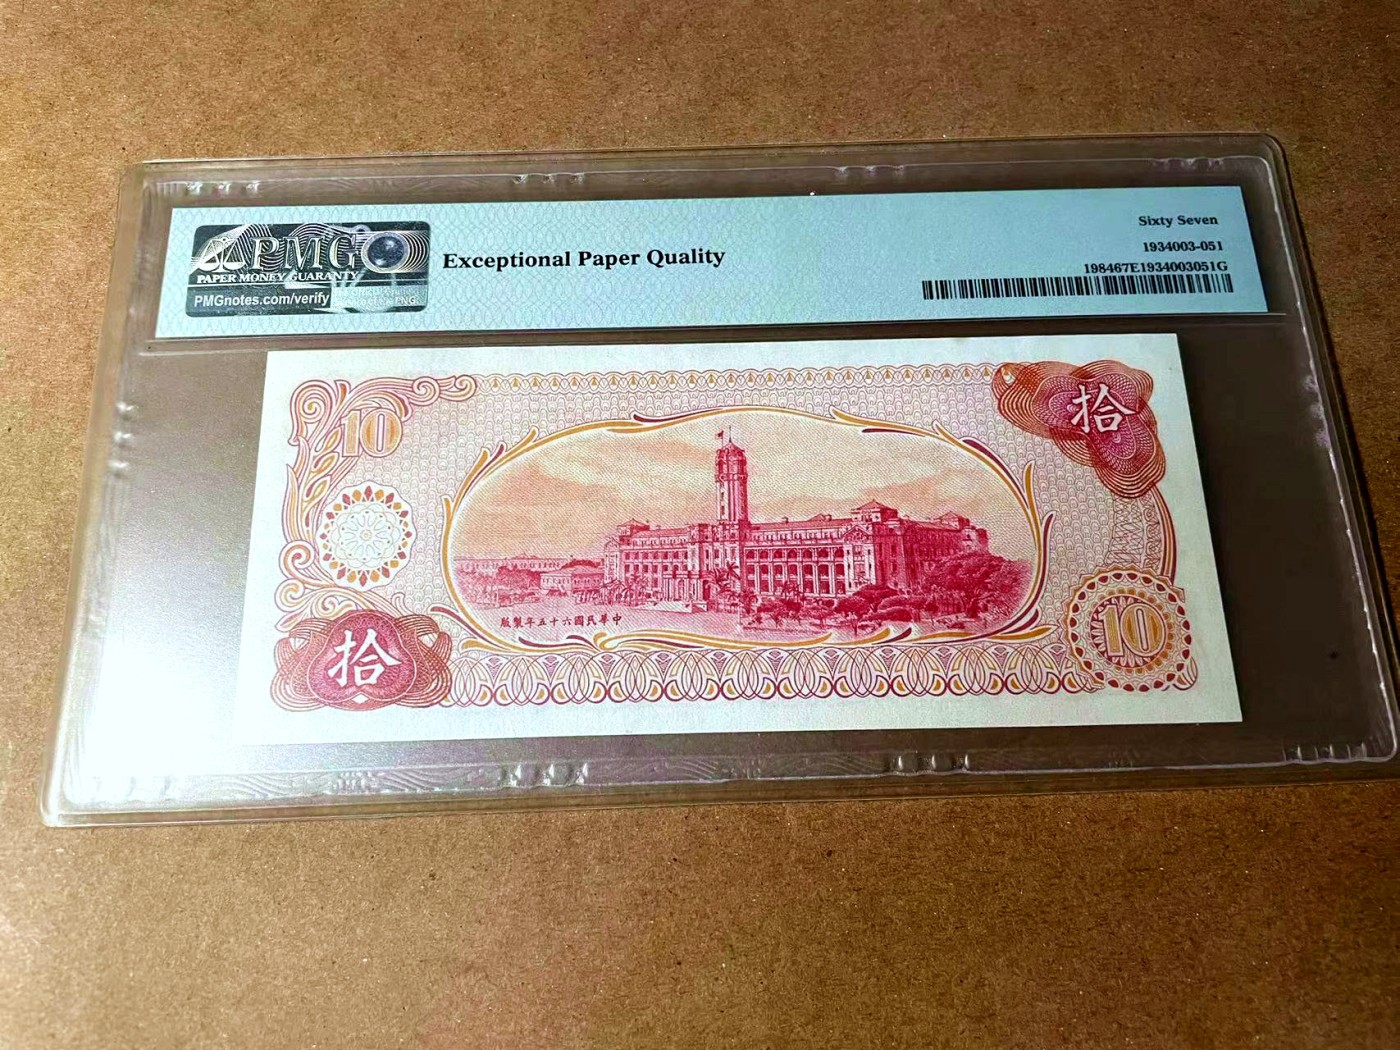 PMG
PAPER MONEY GUARANTY
PMGnotes.com/verify
Exceptional Paper Quality
Sixty Seven
1934003-051
198467E1934003051G
10
拾
版製年五十六國民華中
拾
10